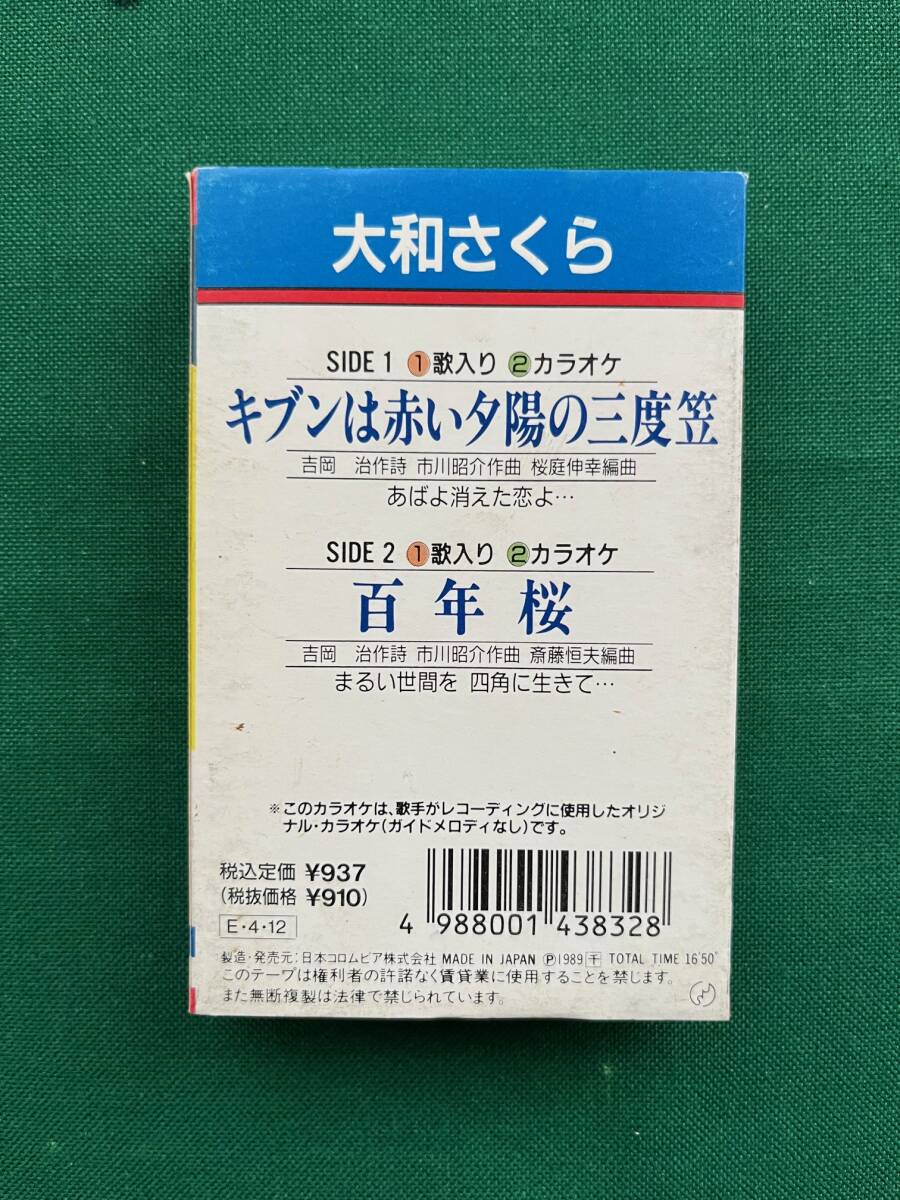 大和さくら
SIDE 1 ①歌入り ②カラオケ
キブンは赤い夕陽の三度笠
吉岡 治作詩 市川昭介作曲 桜庭伸幸編曲
あばよ消えた恋よ…
SIDE 2 ①歌入り ②カラオケ
百年桜
吉岡 治作詩 市川昭介作曲 斎藤恒夫編曲
まるい世間を 四角に生きて…
※このカラオケは、歌手がレコーディングに使用したオリジ
ナル・カラオケ(ガイドメロディなし)です。
税込定価 ¥937
(税抜価格 ¥910)
E・4・12
4 988001 438328
製造・発売元:日本コロムビア株式会社 MADE IN JAPAN Ⓟ1989 干 TOTAL TIME 16'50"
このテープは権利者の許諾なく賃貸業に使用することを禁じます。
また無断複製は法律で禁じられています。